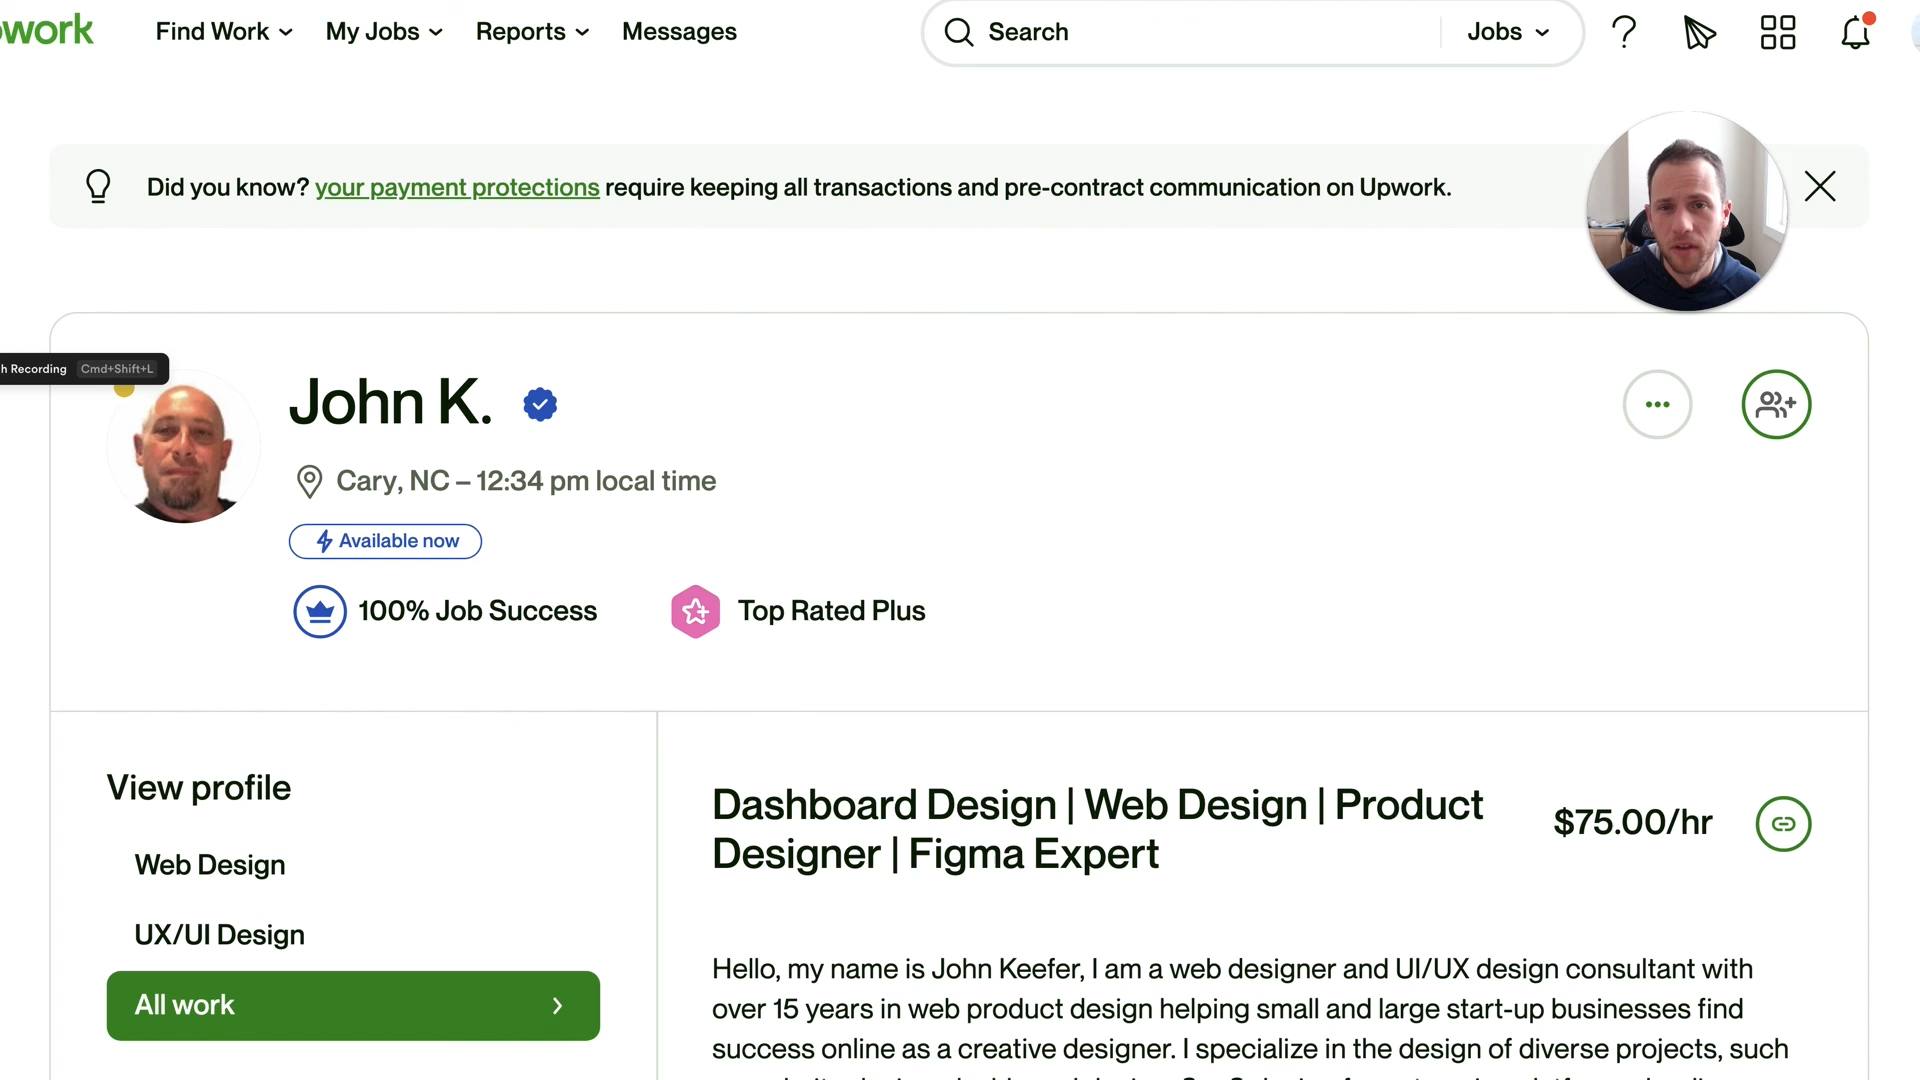 work
Find Work
My Jobs
Reports
Messages
Search
Jobs
Did you know? your payment protections require keeping all transactions and pre-contract communication on Upwork.
h Recording Cmd+Shift+L
John K.
Cary, NC – 12:34 pm local time
Available now
100% Job Success
Top Rated Plus
View profile
Web Design
UX/UI Design
All work
Dashboard Design | Web Design | Product
Designer | Figma Expert
$75.00/hr
Hello, my name is John Keefer, I am a web designer and UI/UX design consultant with
over 15 years in web product design helping small and large start-up businesses find
success online as a creative designer. I specialize in the design of diverse projects, such